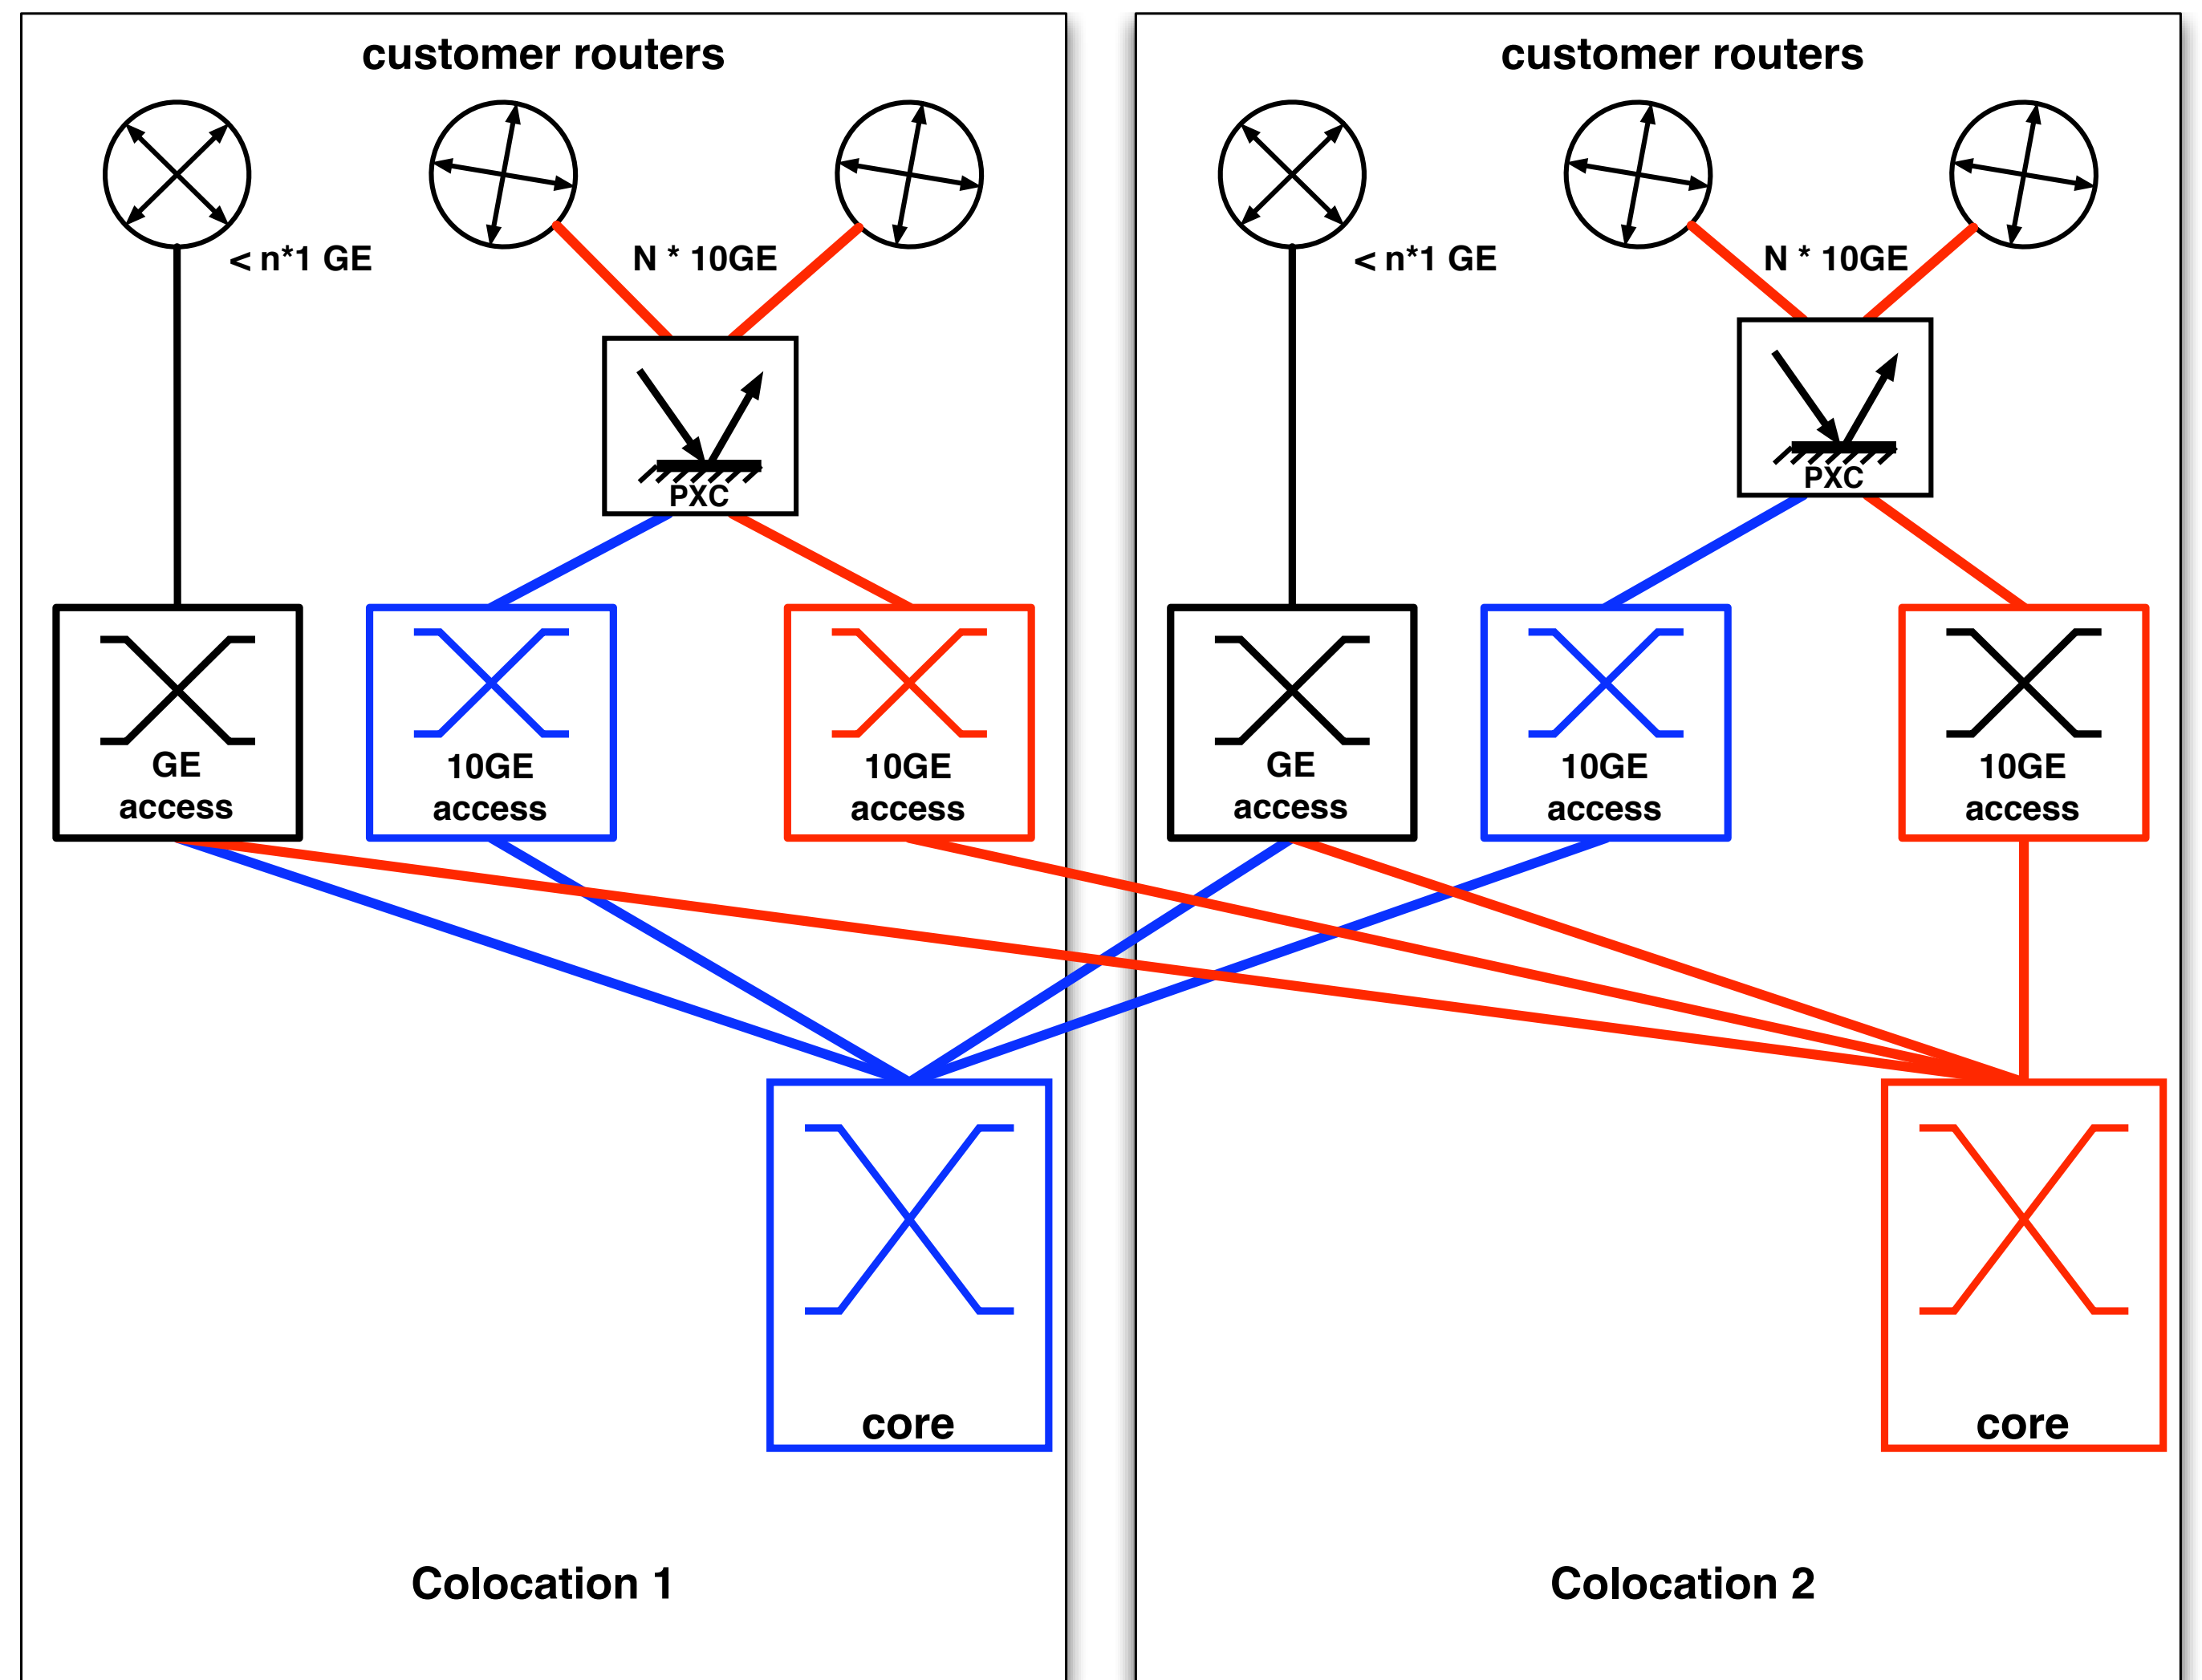 customer routers
< n*1 GE
N * 10GE
PXC
GE
access
10GE
access
10GE
access
core
Colocation 1
customer routers
< n*1 GE
N * 10GE
PXC
GE
access
10GE
access
10GE
access
core
Colocation 2